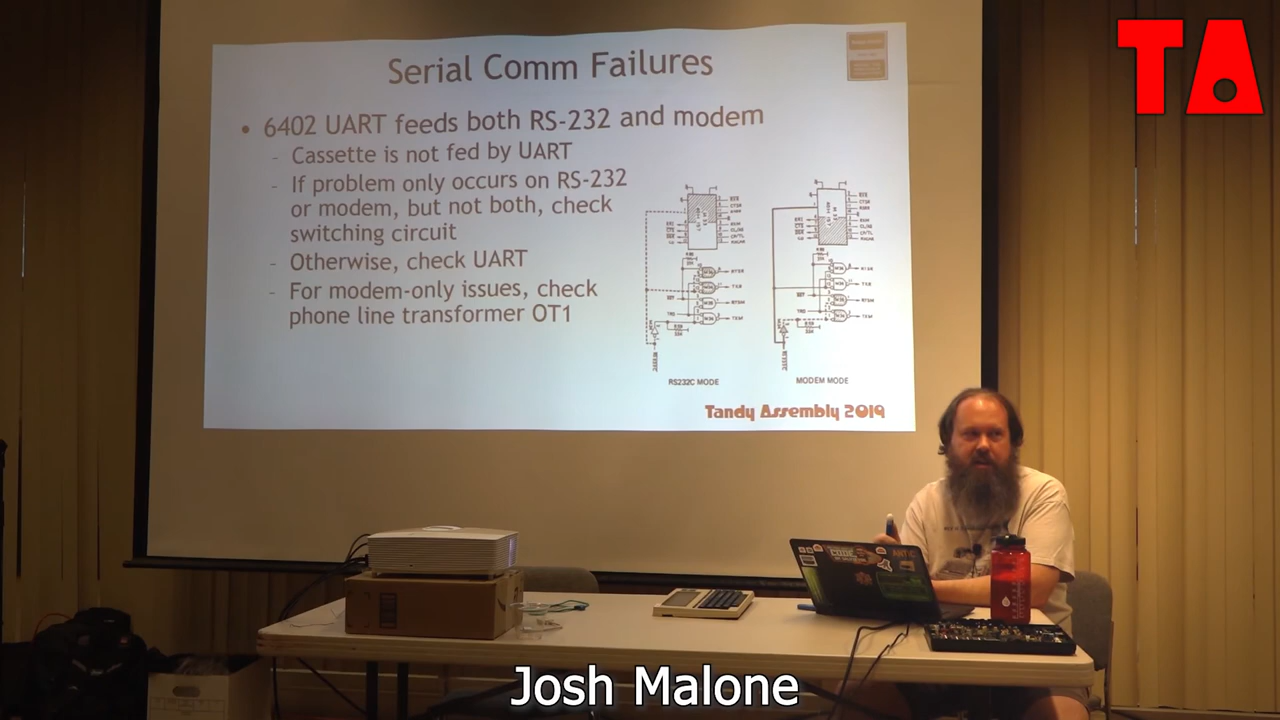 TA
Serial Comm Failures
• 6402 UART feeds both RS-232 and modem
- Cassette is not fed by UART
- If problem only occurs on RS-232
or modem, but not both, check
switching circuit
- Otherwise, check UART
- For modem-only issues, check
phone line transformer OT1
RS232C MODE
MODEM MODE
Tandy Assembly 2019
CODE
ANTIC
Josh Malone